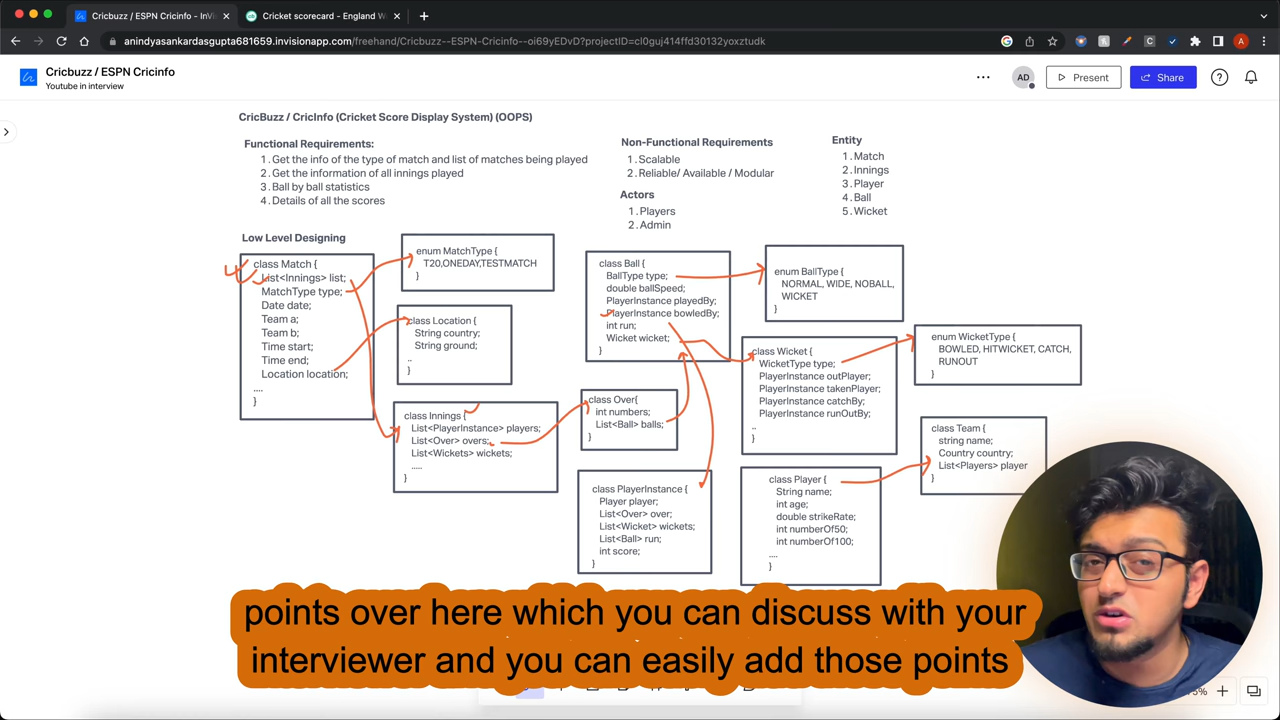 Cricbuzz / ESPN Cricinfo - InVis
Cricket scorecard - England W
anindyasankardasgupta681659.invisionapp.com/freehand/Cricbuzz--ESPN-Cricinfo--oi69yEDvD?projectID=cl0guj414ffd30132yoxztudk
Cricbuzz / ESPN Cricinfo
Youtube in interview
AD
Present
Share
CricBuzz / CricInfo (Cricket Score Display System) (OOPS)
Functional Requirements:
1. Get the info of the type of match and list of matches being played
2. Get the information of all innings played
3. Ball by ball statistics
4. Details of all the scores
Non-Functional Requirements
1. Scalable
2. Reliable/ Available / Modular
Actors
1. Players
2. Admin
Entity
1. Match
2. Innings
3. Player
4. Ball
5. Wicket
Low Level Designing
class Match {
List<Innings> list;
MatchType type;
Date date;
Team a;
Team b;
Time start;
Time end;
Location location;
....
}
enum MatchType {
T20,ONEDAY,TESTMATCH
}
class Location {
String country;
String ground;
..
}
class Innings {
List<PlayerInstance> players;
List<Over> overs;
List<Wickets> wickets;
.....
}
class Ball {
BallType type;
double ballSpeed;
PlayerInstance playedBy;
PlayerInstance bowledBy;
int run;
Wicket wicket;
}
class Over{
int numbers;
List<Ball> balls;
}
class PlayerInstance {
Player player;
List<Over> over;
List<Wicket> wickets;
List<Ball> run;
int score;
}
enum BallType {
NORMAL, WIDE, NOBALL,
WICKET
}
class Wicket {
WicketType type;
PlayerInstance outPlayer;
PlayerInstance takenPlayer;
PlayerInstance catchBy;
PlayerInstance runOutBy;
..
}
class Player {
String name;
int age;
double strikeRate;
int numberOf50;
int numberOf100;
....
}
enum WicketType {
BOWLED, HITWICKET, CATCH,
RUNOUT
}
class Team {
string name;
Country country;
List<Players> player
}
points over here which you can discuss with your
interviewer and you can easily add those points